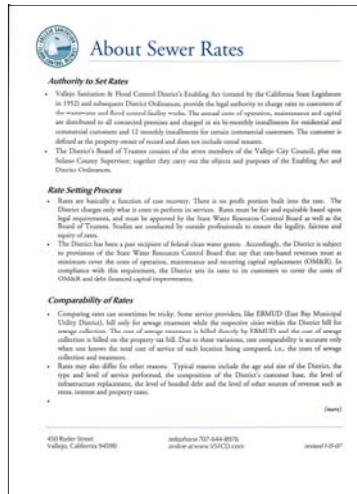 About Sewer Rates
Authority to Set Rates
• Vallejo Sanitation & Flood Control District's Enabling Act (created by the California State Legislature
in 1952) and subsequent District Ordinances, provide the legal authority to charge rates to customers of
the wastewater and flood control facility works. The annual costs of operation, maintenance and capital
are distributed to all connected premises and charged in six bi-monthly installments for residential and
commercial customers and 12 monthly installments for certain commercial customers. The customer is
defined as the property owner of record and does not include rental tenants.
• The District's Board of Trustees consists of the seven members of the Vallejo City Council, plus one
Solano County Supervisor; together they carry out the objects and purposes of the Enabling Act and
District Ordinances.
Rate Setting Process
• Rates are basically a function of cost recovery. There is no profit portion built into the rate. The
District charges only what it costs to perform its services. Rates must be fair and equitable based upon
legal requirements, and must be approved by the State Water Resources Control Board as well as the
Board of Trustees. Studies are conducted by outside professionals to ensure the legality, fairness and
equity of rates.
• The District has been a past recipient of federal clean water grants. Accordingly, the District is subject
to provisions of the State Water Resources Control Board that say that rate-based revenues must at
minimum cover the costs of operation, maintenance and recurring capital replacement (OM&R). In
compliance with this requirement, the District sets its rates to its customers to cover the costs of
OM&R and debt financed capital improvements.
Comparability of Rates
• Comparing rates can sometimes be tricky. Some service providers, like EBMUD (East Bay Municipal
Utility District), bill only for sewage treatment while the respective cities within the District bill for
sewage collection. The cost of sewage treatment is billed directly by EBMUD and the cost of sewage
collection is billed on the property tax bill. Due to these variations, rate comparability is accurate only
when one knows the total cost of service of each location being compared, i.e., the costs of sewage
collection and treatment.
• Rates may also differ for other reasons. Typical reasons include the age and size of the District, the
type and level of service performed, the composition of the District's customer base, the level of
infrastructure replacement, the level of bonded debt and the level of other sources of revenue such as
rents, interest and property taxes.
•
(more)
450 Ryder Street
Vallejo, California 94590
telephone 707-644-8976
online at www.VSFCD.com